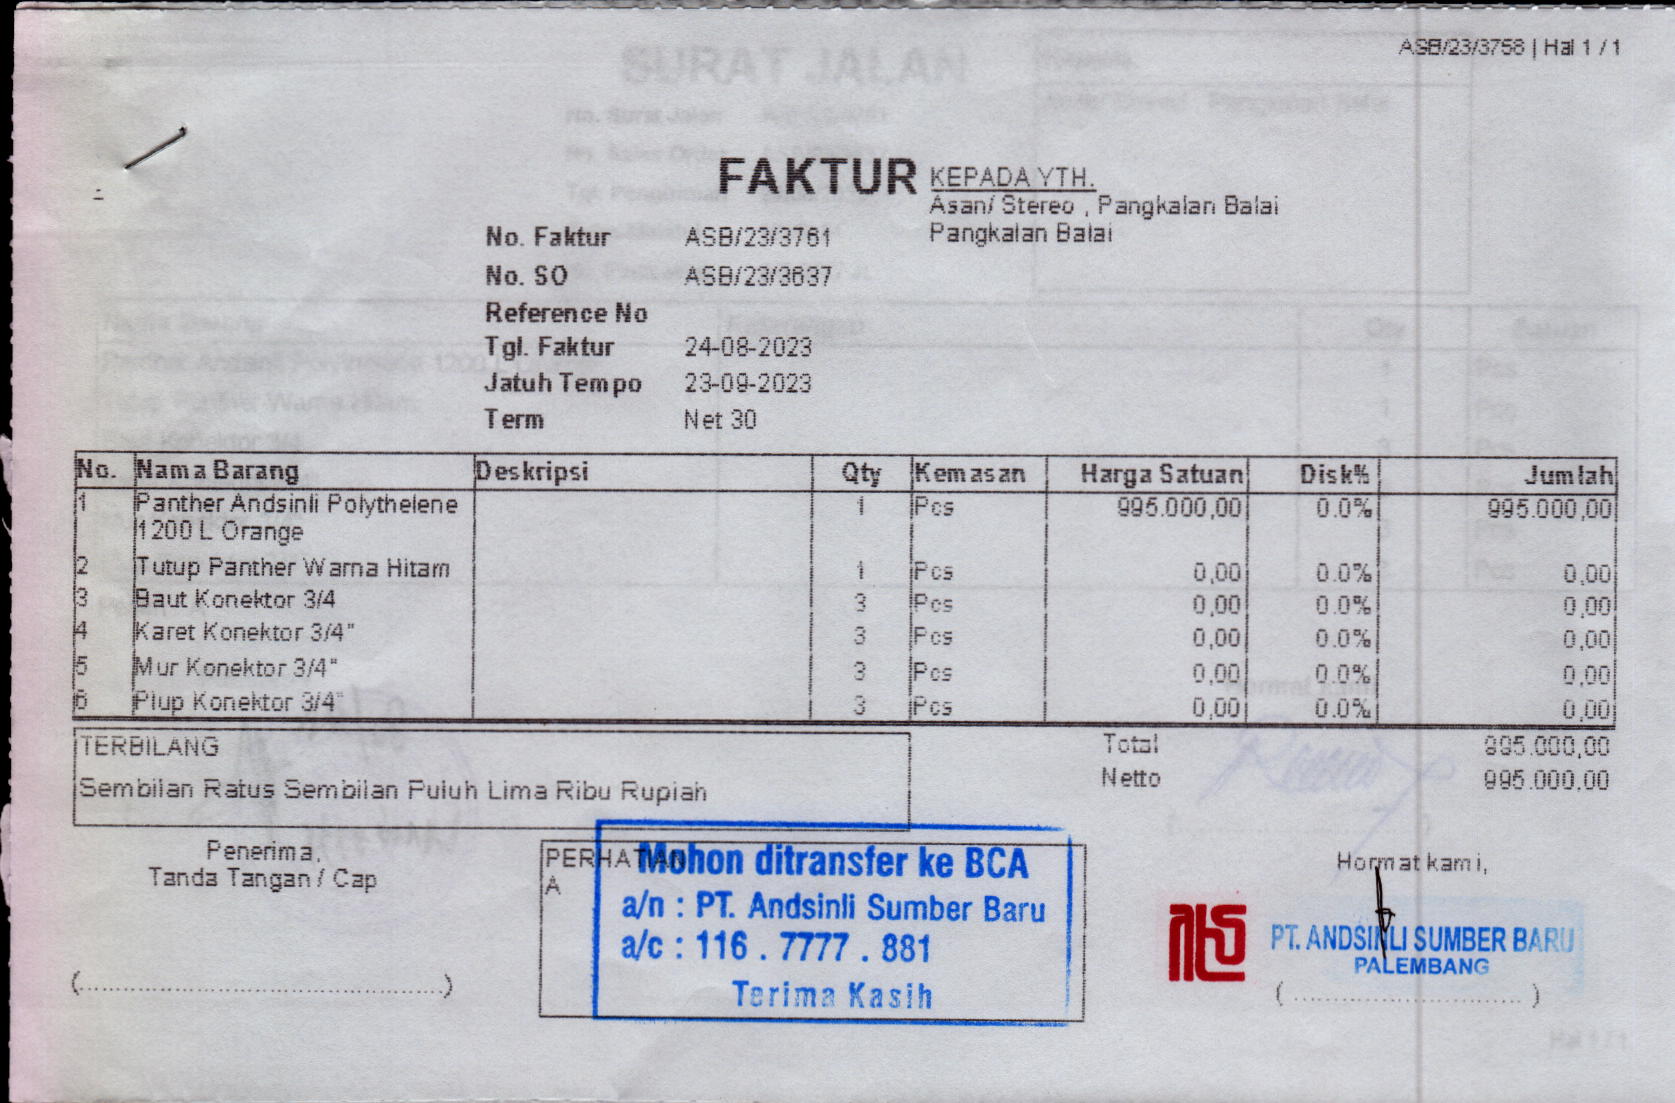 ASB/23/3758 | Hal 1 / 1
FAKTUR
KEPADA YTH.
Asan/ Stereo , Pangkalan Balai
Pangkalan Balai
No. Faktur ASB/23/3761
No. SO ASB/23/3637
Reference No
Tgl. Faktur 24-08-2023
Jatuh Tempo 23-09-2023
Term Net 30
No. Nama Barang Deskripsi Qty Kemasan Harga Satuan Disk% Jumlah
1 Panther Andsinli Polythelene 1 Pcs 995.000,00 0.0% 995.000,00
1200 L Orange
2 Tutup Panther Warna Hitam 1 Pcs 0,00 0.0% 0,00
3 Baut Konektor 3/4 3 Pcs 0,00 0.0% 0,00
4 Karet Konektor 3/4" 3 Pcs 0,00 0.0% 0,00
5 Mur Konektor 3/4" 3 Pcs 0,00 0.0% 0,00
6 Plup Konektor 3/4" 3 Pcs 0,00 0.0% 0,00
TERBILANG
Sembilan Ratus Sembilan Puluh Lima Ribu Rupiah
Total 995.000,00
Netto 995.000,00
Penerima,
Tanda Tangan / Cap
PERHATIAN
A
Mohon ditransfer ke BCA
a/n : PT. Andsinli Sumber Baru
a/c : 116 . 7777 . 881
Terima Kasih
Hormat kami,
PT. ANDSINLI SUMBER BARU
PALEMBANG